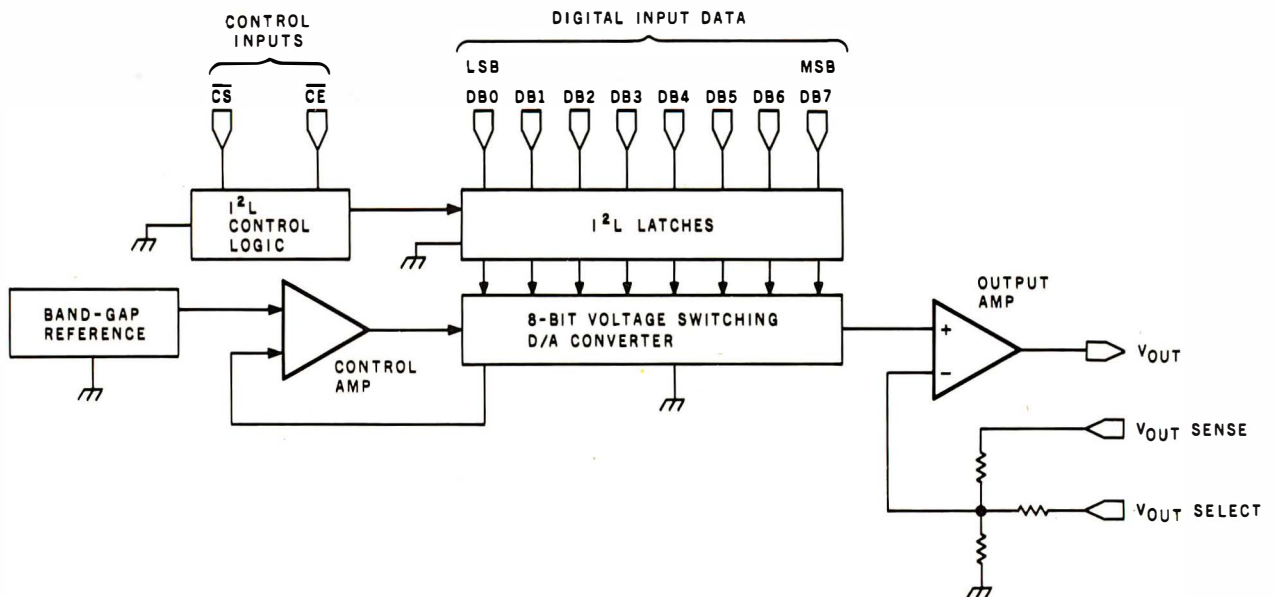 CONTROL
INPUTS
DIGITAL INPUT DATA
LSB
MSB
CS
CE
DB0 DB1 DB2 DB3 DB4 DB5 DB6 DB7
I²L
CONTROL
LOGIC
I²L LATCHES
BAND-GAP
REFERENCE
CONTROL
AMP
8-BIT VOLTAGE SWITCHING
D/A CONVERTER
OUTPUT
AMP
+
−
VOUT
VOUT SENSE
VOUT SELECT